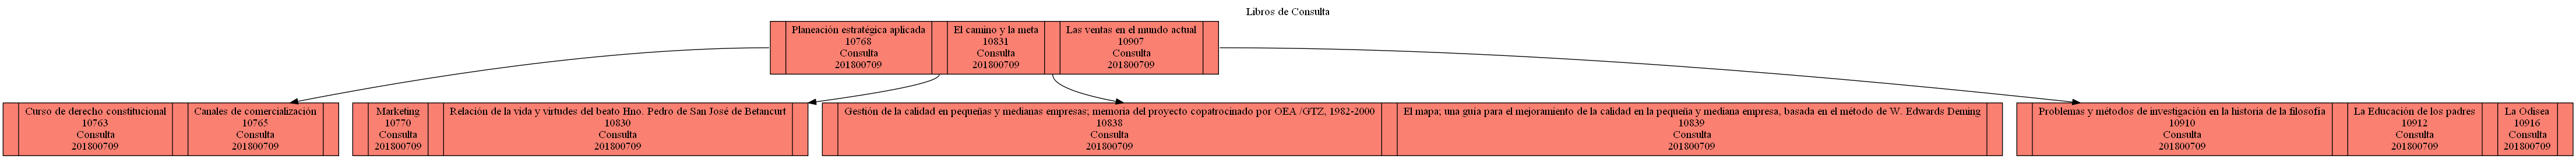 Libros de Consulta
Planeación estratégica aplicada
10768
Consulta
201800709
El camino y la meta
10831
Consulta
201800709
Las ventas en el mundo actual
10907
Consulta
201800709
Curso de derecho constitucional
10763
Consulta
201800709
Canales de comercialización
10765
Consulta
201800709
Marketing
10770
Consulta
201800709
Relación de la vida y virtudes del beato Hno. Pedro de San José de Betancurt
10830
Consulta
201800709
Gestión de la calidad en pequeñas y medianas empresas; memoria del proyecto copatrocinado por OEA /GTZ, 1982-2000
10838
Consulta
201800709
El mapa; una guía para el mejoramiento de la calidad en la pequeña y mediana empresa, basada en el método de W. Edwards Deming
10839
Consulta
201800709
Problemas y métodos de investigación en la historia de la filosofía
10910
Consulta
201800709
La Educación de los padres
10912
Consulta
201800709
La Odisea
10916
Consulta
201800709